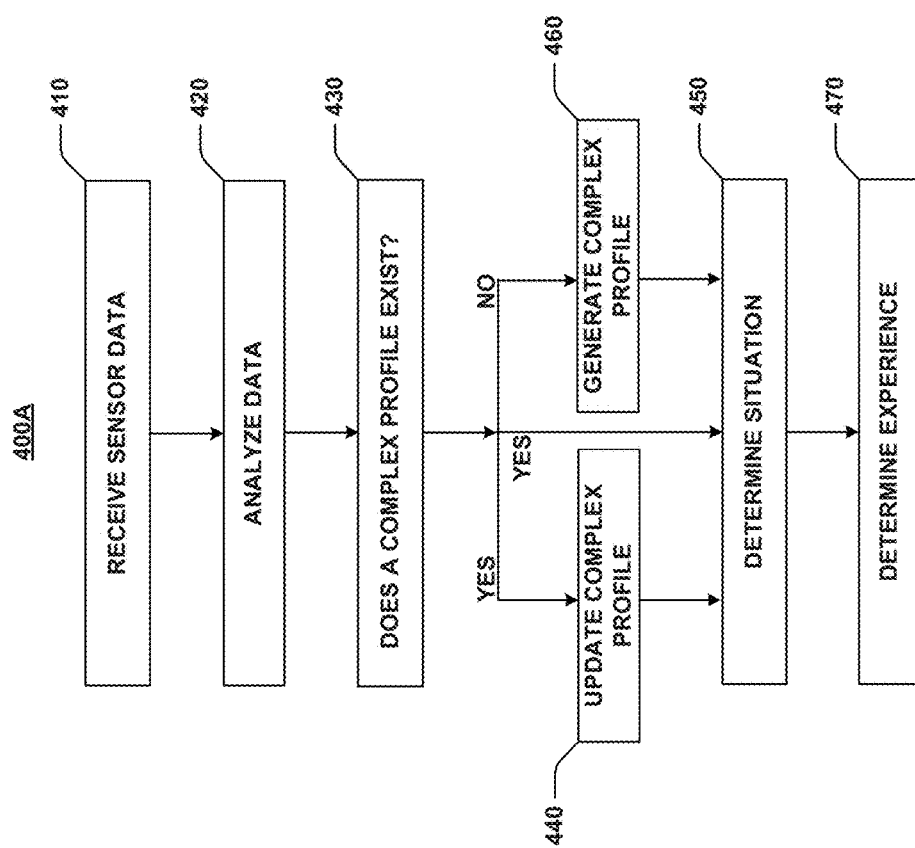 400A
410
RECEIVE SENSOR DATA
420
ANALYZE DATA
430
DOES A COMPLEX PROFILE EXIST?
YES
YES
NO
440
UPDATE COMPLEX
PROFILE
460
GENERATE COMPLEX
PROFILE
450
DETERMINE SITUATION
470
DETERMINE EXPERIENCE